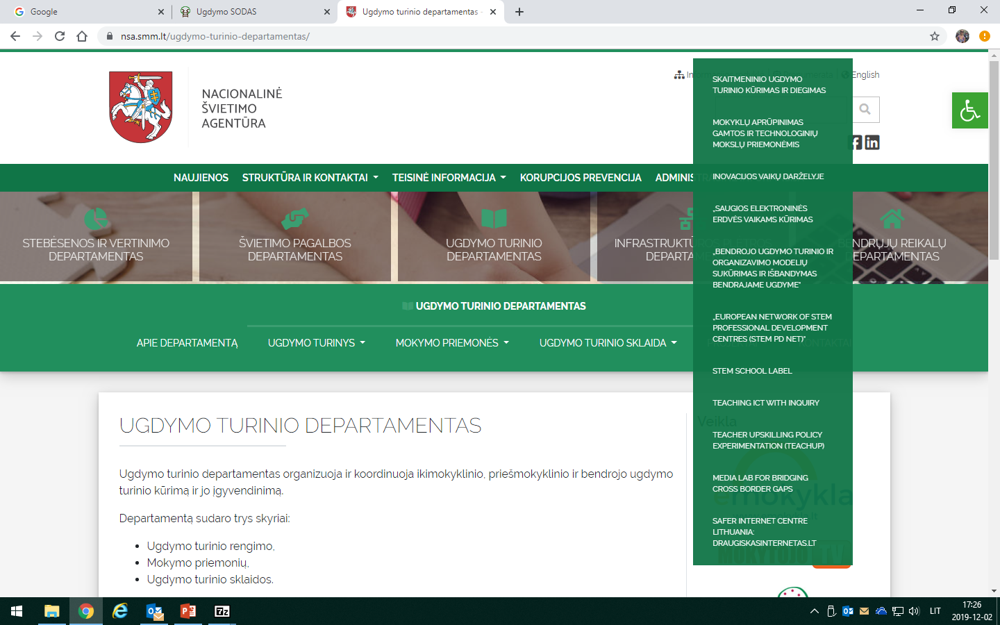 Google
Ugdymo SODAS
Ugdymo turinio departamentas -
nsa.smm.lt/ugdymo-turinio-departamentas/
NACIONALINĖ
ŠVIETIMO
AGENTŪRA
English
NAUJIENOS
STRUKTŪRA IR KONTAKTAI
TEISINĖ INFORMACIJA
KORUPCIJOS PREVENCIJA
STEBĖSENOS IR VERTINIMO
DEPARTAMENTAS
ŠVIETIMO PAGALBOS
DEPARTAMENTAS
UGDYMO TURINIO
DEPARTAMENTAS
BENDRŲJŲ REIKALŲ
DEPARTAMENTAS
UGDYMO TURINIO DEPARTAMENTAS
APIE DEPARTAMENTĄ
UGDYMO TURINYS
MOKYMO PRIEMONĖS
UGDYMO TURINIO SKLAIDA
SKAITMENINIO UGDYMO
TURINIO KŪRIMAS IR DIEGIMAS
MOKYKLŲ APRŪPINIMAS
GAMTOS IR TECHNOLOGINIŲ
MOKSLŲ PRIEMONĖMIS
INOVACIJOS VAIKŲ DARŽELYJE
„SAUGIOS ELEKTRONINĖS
ERDVĖS VAIKAMS KŪRIMAS
„BENDROJO UGDYMO TURINIO IR
ORGANIZAVIMO MODELIŲ
SUKŪRIMAS IR IŠBANDYMAS
BENDRAJAME UGDYME"
„EUROPEAN NETWORK OF STEM
PROFESSIONAL DEVELOPMENT
CENTRES (STEM PD NET)"
STEM SCHOOL LABEL
TEACHING ICT WITH INQUIRY
TEACHER UPSKILLING POLICY
EXPERIMENTATION (TEACHUP)
MEDIA LAB FOR BRIDGING
CROSS BORDER GAPS
SAFER INTERNET CENTRE
LITHUANIA:
DRAUGISKASINTERNETAS.LT
UGDYMO TURINIO DEPARTAMENTAS
Ugdymo turinio departamentas organizuoja ir koordinuoja ikimokyklinio, priešmokyklinio ir bendrojo ugdymo
turinio kūrimą ir jo įgyvendinimą.
Departamentą sudaro trys skyriai:
Ugdymo turinio rengimo,
Mokymo priemonių,
Ugdymo turinio sklaidos.
Veikla
emokykla
MOKYTOJO TV
LIT
17:26
2019-12-02